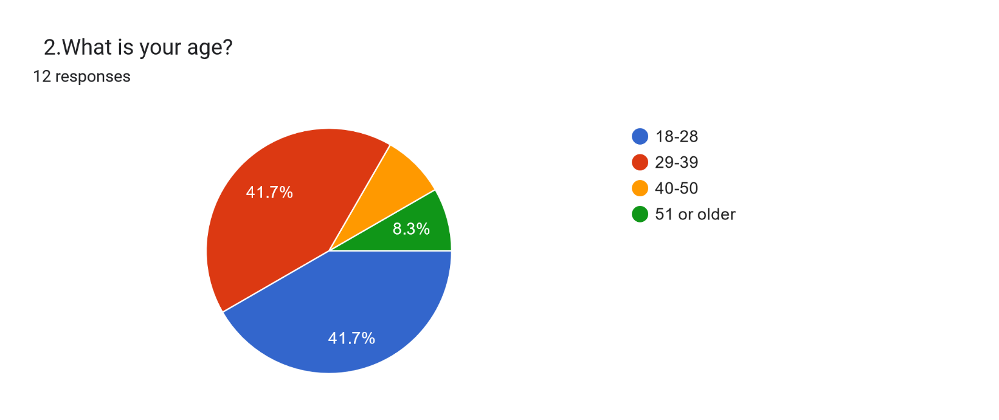 2.What is your age?
12 responses
18-28
29-39
40-50
51 or older
41.7%
8.3%
41.7%